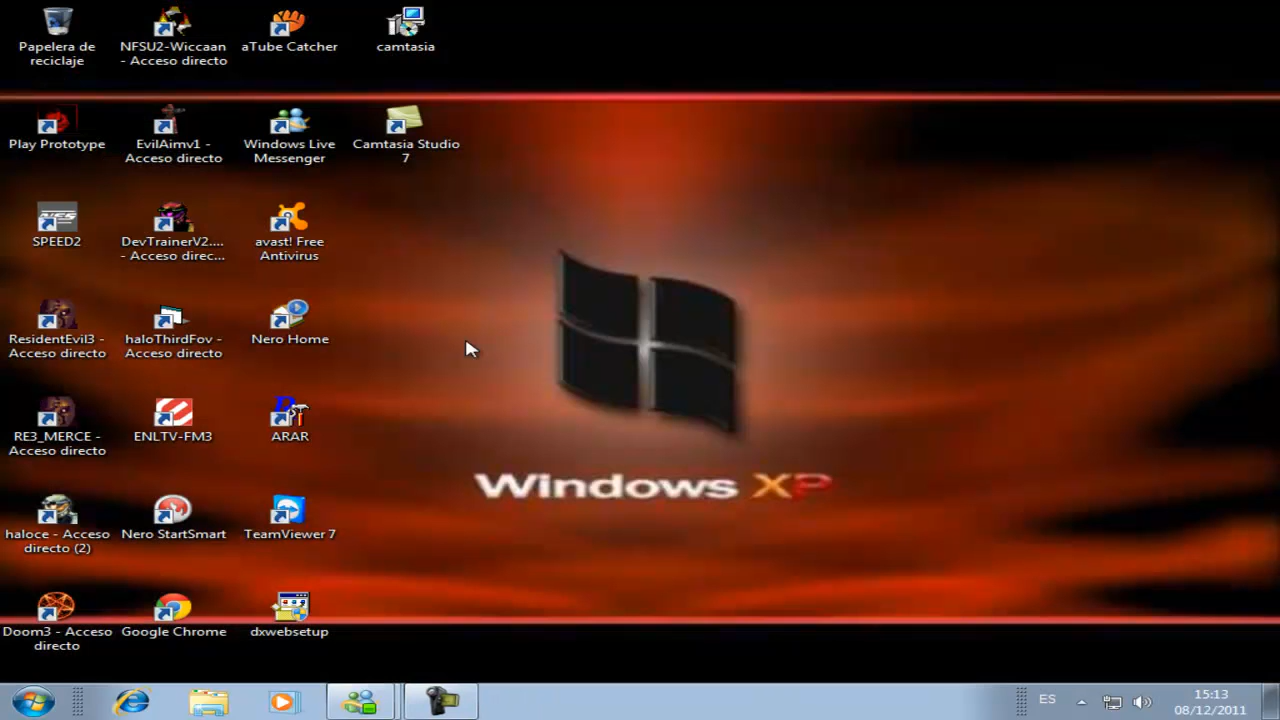 Papelera de
reciclaje
NFSU2-Wiccaan
- Acceso directo
aTube Catcher
camtasia
Play Prototype
EvilAimv1 -
Acceso directo
Windows Live
Messenger
Camtasia Studio
7
SPEED2
DevTrainerV2....
- Acceso direc...
avast! Free
Antivirus
ResidentEvil3 -
Acceso directo
haloThirdFov -
Acceso directo
Nero Home
RE3_MERCE -
Acceso directo
ENLTV-FM3
ARAR
haloce - Acceso
directo (2)
Nero StartSmart
TeamViewer 7
Doom3 - Acceso
directo
Google Chrome
dxwebsetup
Windows XP
ES
15:13
08/12/2011